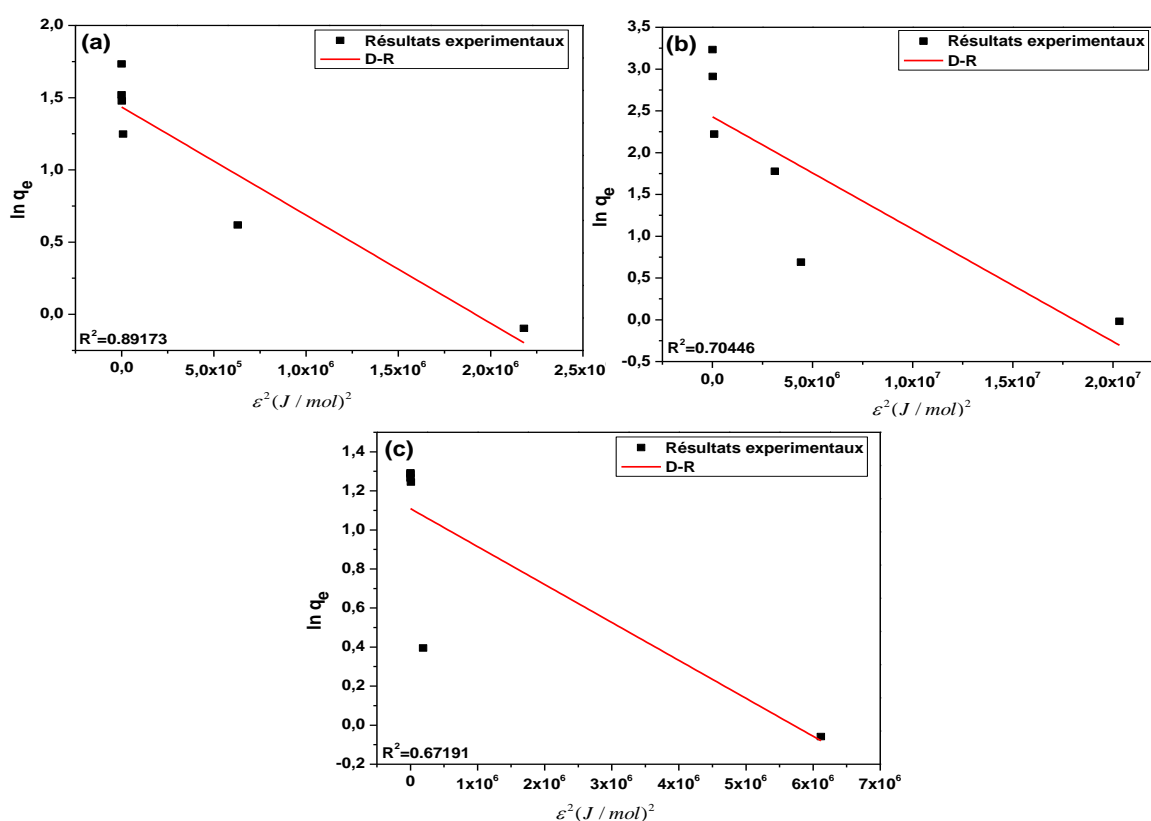 (a)
Résultats experimentaux
D-R
2,0
1,5
1,0
0,5
0,0
ln qe
R²=0.89173
0,0 5,0x10⁵ 1,0x10⁶ 1,5x10⁶ 2,0x10⁶ 2,5x10
ε²(J / mol)²
(b)
Résultats experimentaux
D-R
3,5
3,0
2,5
2,0
1,5
1,0
0,5
0,0
-0,5
ln qe
R²=0.70446
0,0 5,0x10⁶ 1,0x10⁷ 1,5x10⁷ 2,0x10⁷
ε²(J / mol)²
(c)
Résultats experimentaux
D-R
1,4
1,2
1,0
0,8
0,6
0,4
0,2
0,0
-0,2
ln qe
R²=0.67191
0 1x10⁶ 2x10⁶ 3x10⁶ 4x10⁶ 5x10⁶ 6x10⁶ 7x10⁶
ε²(J / mol)²